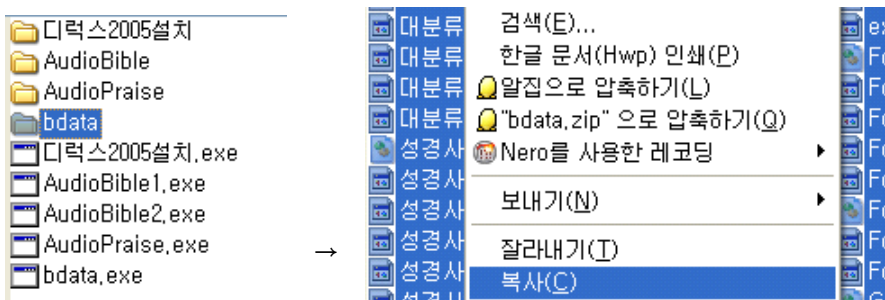 디럭스2005설치
AudioBible
AudioPraise
bdata
디럭스2005설치.exe
AudioBible1.exe
AudioBible2.exe
AudioPraise.exe
bdata.exe
→
대분류
대분류
대분류
대분류
성경사
성경사
성경사
성경사
성경사
검색(E)...
한글 문서(Hwp) 인쇄(P)
알집으로 압축하기(L)
"bdata.zip" 으로 압축하기(Q)
Nero를 사용한 레코딩
보내기(N)
잘라내기(T)
복사(C)